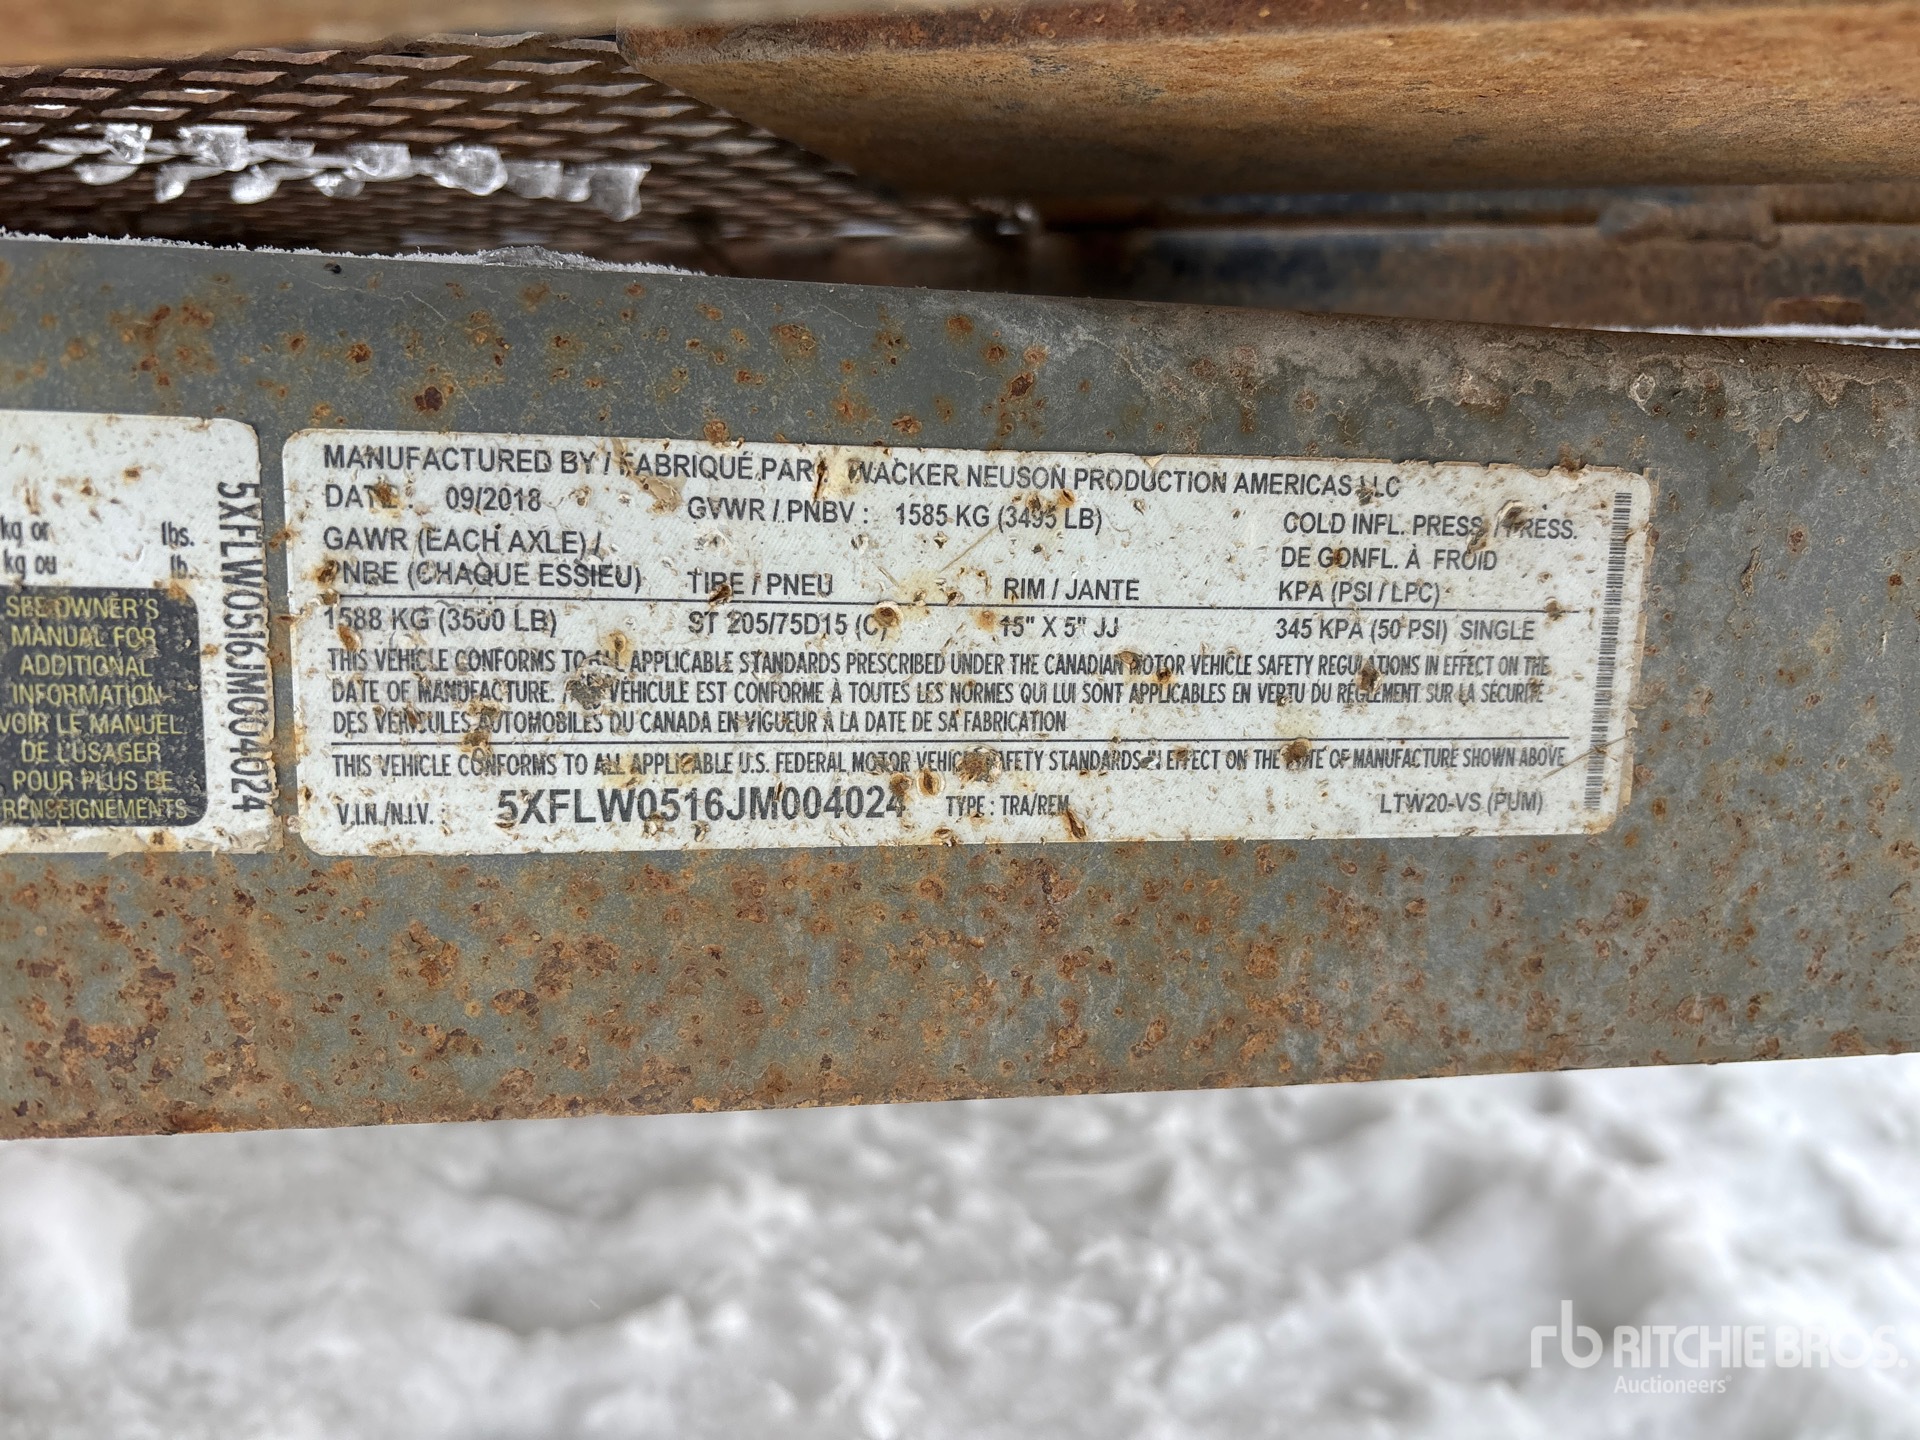 kg or lbs.
kg ou lb.
SEE OWNER'S
MANUAL FOR
ADDITIONAL
INFORMATION
VOIR LE MANUEL
DE L'USAGER
POUR PLUS DE
RENSEIGNEMENTS
5XFLW0516JM004024
MANUFACTURED BY / FABRIQUÉ PAR WACKER NEUSON PRODUCTION AMERICAS LLC
DATE: 09/2018 GVWR / PNBV : 1585 KG (3495 LB) COLD INFL. PRESS. / PRESS.
GAWR (EACH AXLE) / DE GONFL. À FROID
PNBE (CHAQUE ESSIEU) TIRE / PNEU RIM / JANTE KPA (PSI / LPC)
1588 KG (3500 LB) ST 205/75D15 (C) 15" X 5" JJ 345 KPA (50 PSI) SINGLE
THIS VEHICLE CONFORMS TO ALL APPLICABLE STANDARDS PRESCRIBED UNDER THE CANADIAN MOTOR VEHICLE SAFETY REGULATIONS IN EFFECT ON THE
DATE OF MANUFACTURE. / VÉHICULE EST CONFORME À TOUTES LES NORMES QUI LUI SONT APPLICABLES EN VERTU DU RÈGLEMENT SUR LA SÉCURITÉ
DES VÉHICULES AUTOMOBILES DU CANADA EN VIGUEUR À LA DATE DE SA FABRICATION
THIS VEHICLE CONFORMS TO ALL APPLICABLE U.S. FEDERAL MOTOR VEHICLE SAFETY STANDARDS IN EFFECT ON THE DATE OF MANUFACTURE SHOWN ABOVE
V.I.N./N.I.V. : 5XFLW0516JM004024 TYPE : TRA/REM LTW20-VS (PUM)
rb RITCHIE BROS.
Auctioneers